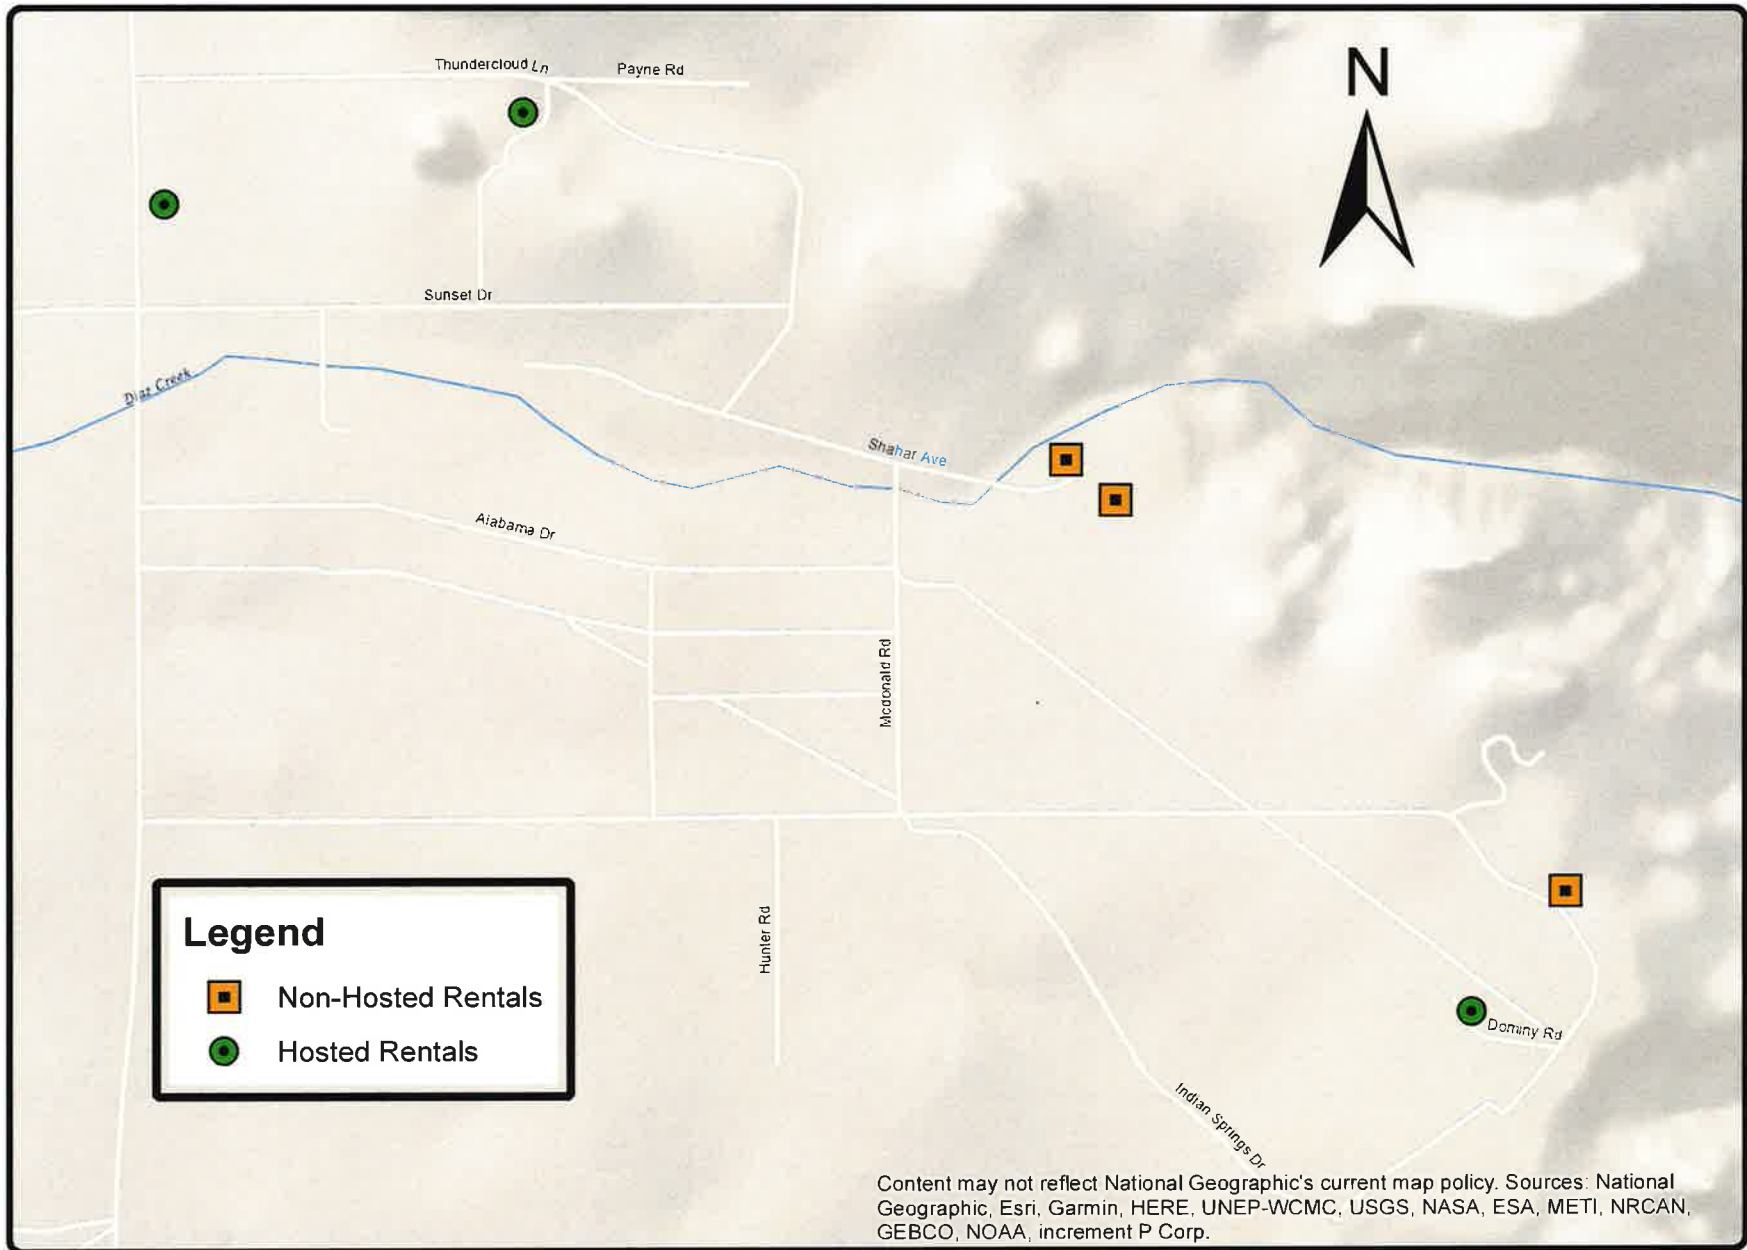 N
Thundercloud Ln
Payne Rd
Sunset Dr
Diaz Creek
Shahar Ave
Alabama Dr
Mcdonald Rd
Hunter Rd
Legend
Non-Hosted Rentals
Hosted Rentals
Dominy Rd
Indian Springs Dr
Content may not reflect National Geographic's current map policy. Sources: National
Geographic, Esri, Garmin, HERE, UNEP-WCMC, USGS, NASA, ESA, METI, NRCAN,
GEBCO, NOAA, increment P Corp.